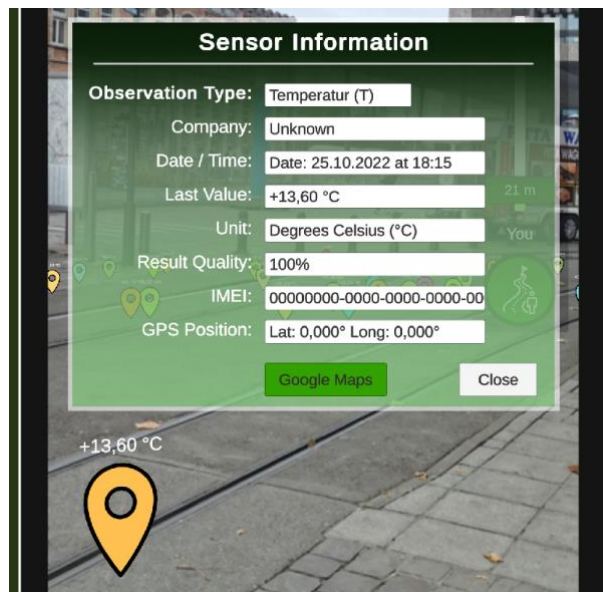 Sensor Information
Observation Type: Temperatur (T)
Company: Unknown
Date / Time: Date: 25.10.2022 at 18:15
Last Value: +13,60 °C
21 m
Unit: Degrees Celsius (°C)
You
Result Quality: 100%
IMEI: 00000000-0000-0000-0000-00
GPS Position: Lat: 0,000° Long: 0,000°
Google Maps Close
+13,60 °C